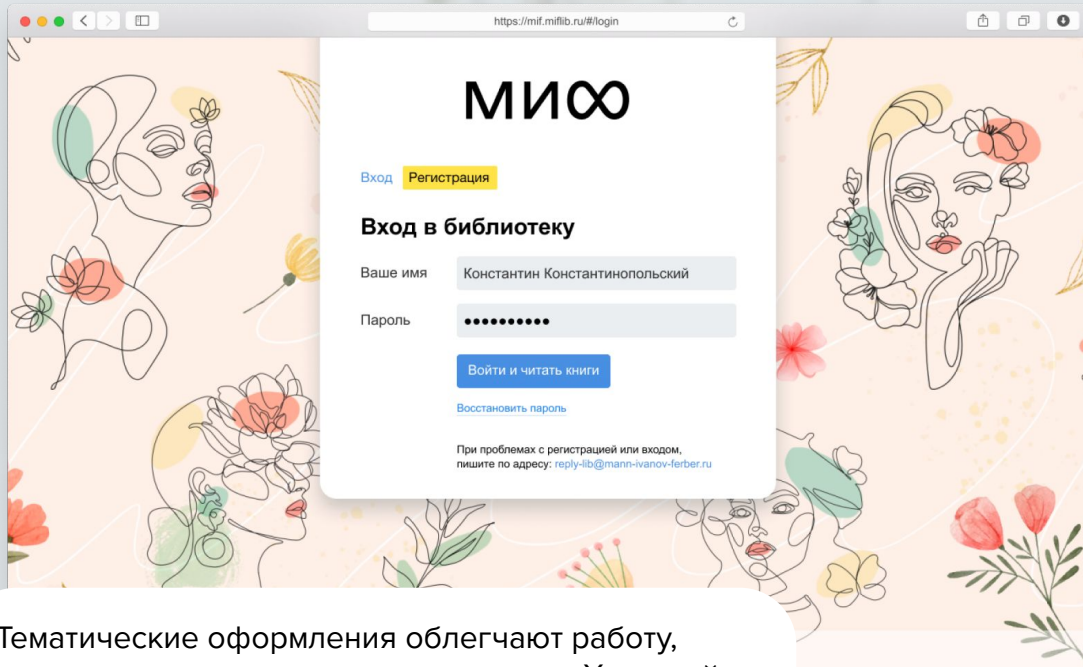 https://mif.miflib.ru/#/login
МИФ
Вход Регистрация
Вход в библиотеку
Ваше имя Константин Константинопольский
Пароль ••••••••••
Войти и читать книги
Восстановить пароль
При проблемах с регистрацией или входом,
пишите по адресу: reply-lib@mann-ivanov-ferber.ru
Тематические оформления облегчают работу,